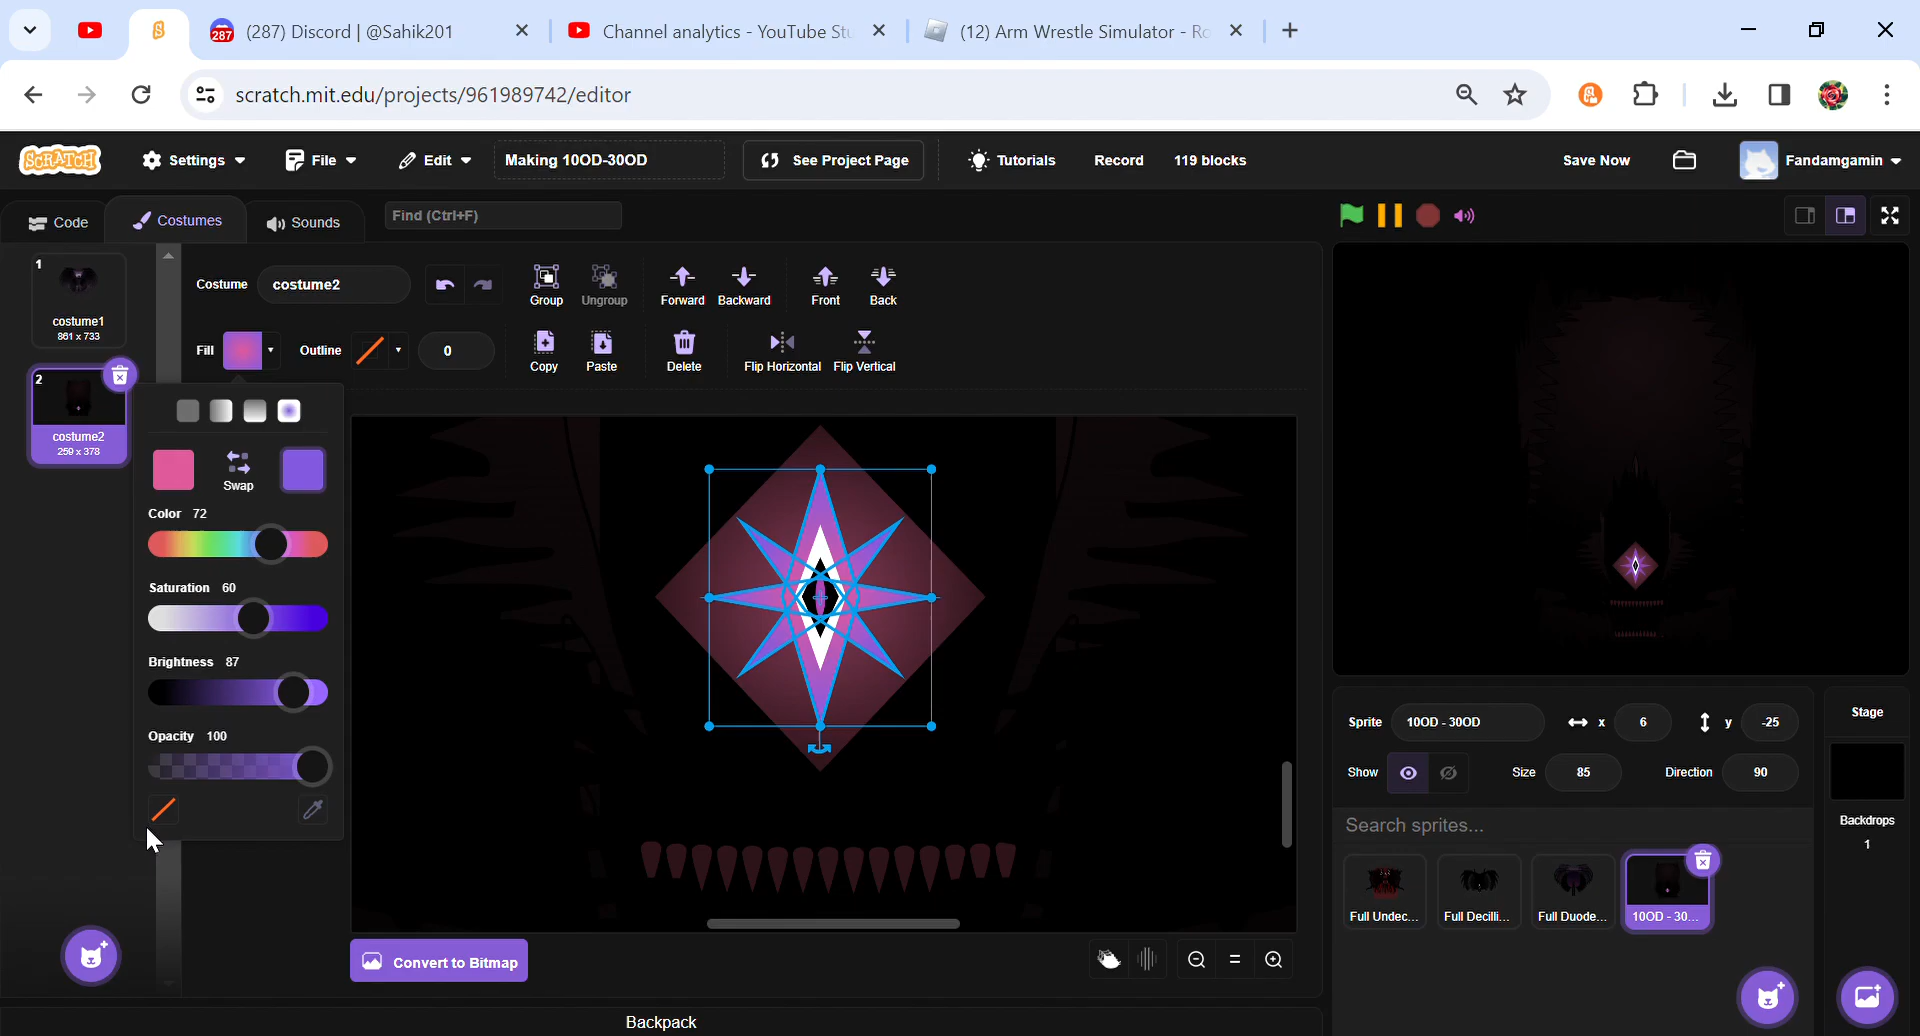 287
(287) Discord | @Sahik201
Channel analytics - YouTube Stu
(12) Arm Wrestle Simulator - Ro
scratch.mit.edu/projects/961989742/editor
SCRATCH
Settings
File
Edit
Making 10OD-30OD
See Project Page
Tutorials
Record
119 blocks
Save Now
Fandamgamin
Code
Costumes
Sounds
Find (Ctrl+F)
1
costume1
861 x 733
2
costume2
259 x 378
Costume
costume2
Group
Ungroup
Forward
Backward
Front
Back
Fill
Outline
0
Copy
Paste
Delete
Flip Horizontal
Flip Vertical
Swap
Color 72
Saturation 60
Brightness 87
Opacity 100
Convert to Bitmap
Backpack
Sprite
10OD - 30OD
x
6
y
-25
Show
Size
85
Direction
90
Search sprites...
Full Undec...
Full Decilli...
Full Duode...
10OD - 30...
Stage
Backdrops
1